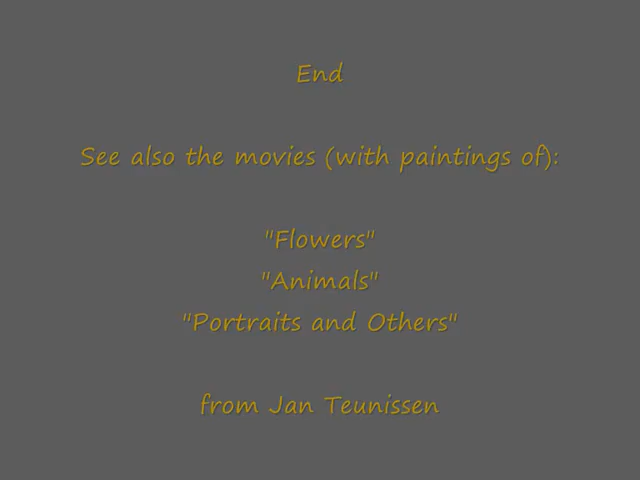 End
See also the movies (with paintings of):
"Flowers"
"Animals"
"Portraits and Others"
from Jan Teunissen